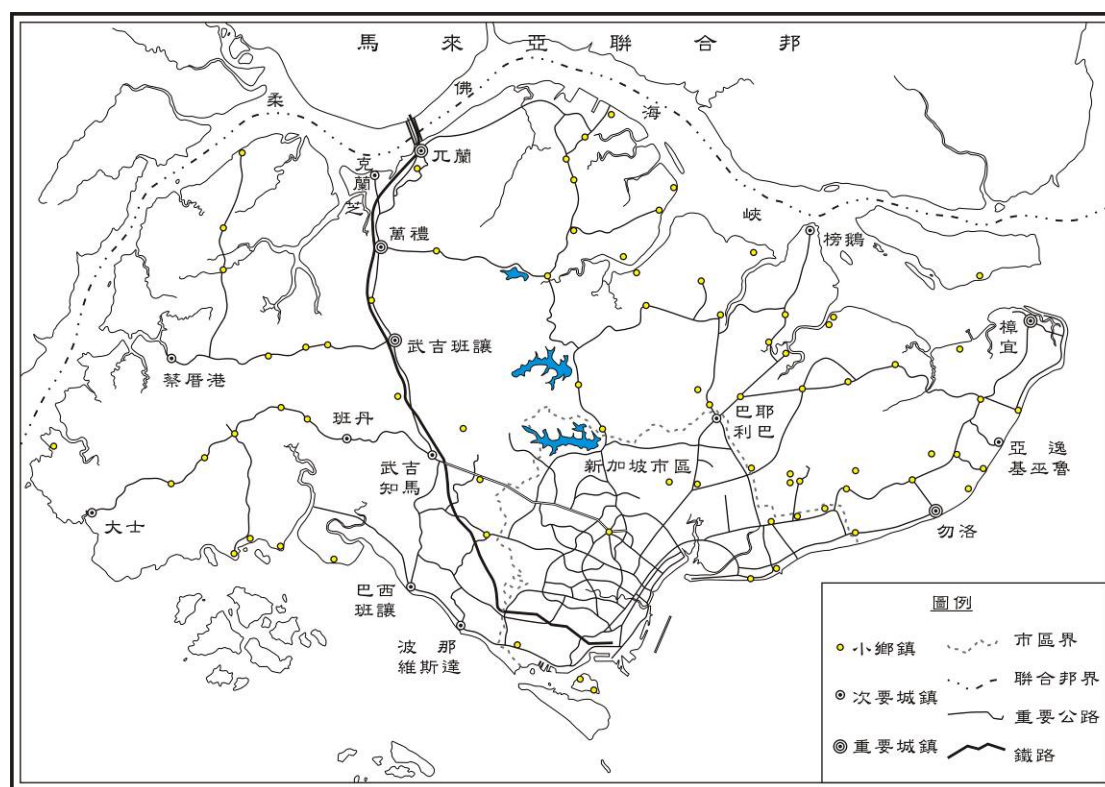 馬來亞聯合邦
柔佛海峽
兀蘭
克蘭芝
萬禮
榜鵝
樟宜
武吉班讓
蔡厝港
班丹
巴耶
利巴
新加坡市區
亞逸
基巫魯
武吉
知馬
大士
勿洛
巴西
班讓
波那
維斯達
圖例
小鄉鎮
市區界
聯合邦界
次要城鎮
重要公路
重要城鎮
鐵路